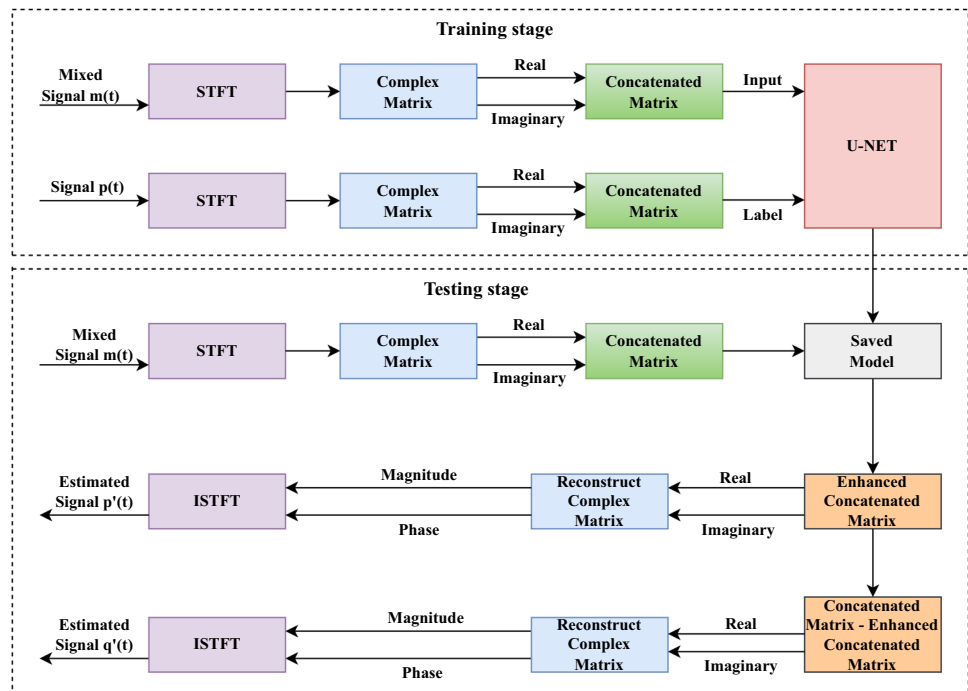 Training stage
Mixed
Signal m(t)
STFT
Complex
Matrix
Real
Imaginary
Concatenated
Matrix
Input
U-NET
Signal p(t)
STFT
Complex
Matrix
Real
Imaginary
Concatenated
Matrix
Label
Testing stage
Mixed
Signal m(t)
STFT
Complex
Matrix
Real
Imaginary
Concatenated
Matrix
Saved
Model
Estimated
Signal p'(t)
ISTFT
Magnitude
Phase
Reconstruct
Complex
Matrix
Real
Imaginary
Enhanced
Concatenated
Matrix
Estimated
Signal q'(t)
ISTFT
Magnitude
Phase
Reconstruct
Complex
Matrix
Real
Imaginary
Concatenated
Matrix - Enhanced
Concatenated
Matrix